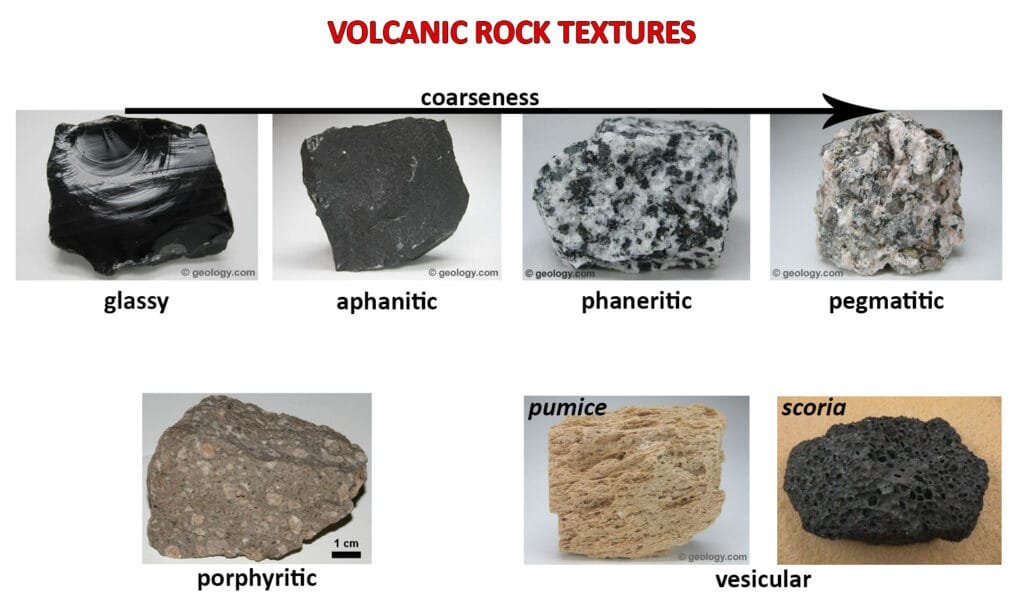 VOLCANIC ROCK TEXTURES
coarseness
© geology.com
© geology.com
© geology.com
© geology.com
glassy
aphanitic
phaneritic
pegmatitic
pumice
scoria
1 cm
© geology.com
porphyritic
vesicular